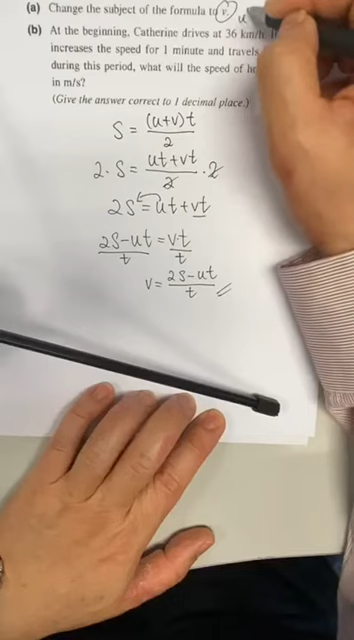 (a) Change the subject of the formula to v u
(b) At the beginning, Catherine drives at 36 km/h. If
increases the speed for 1 minute and travels
during this period, what will the speed of he
in m/s?
(Give the answer correct to 1 decimal place.)
S = (u+v)t / 2
2·S = ut+vt / 2 ·2
2S = ut+vt
2S-ut / t = v·t / t
v = 2S-ut / t